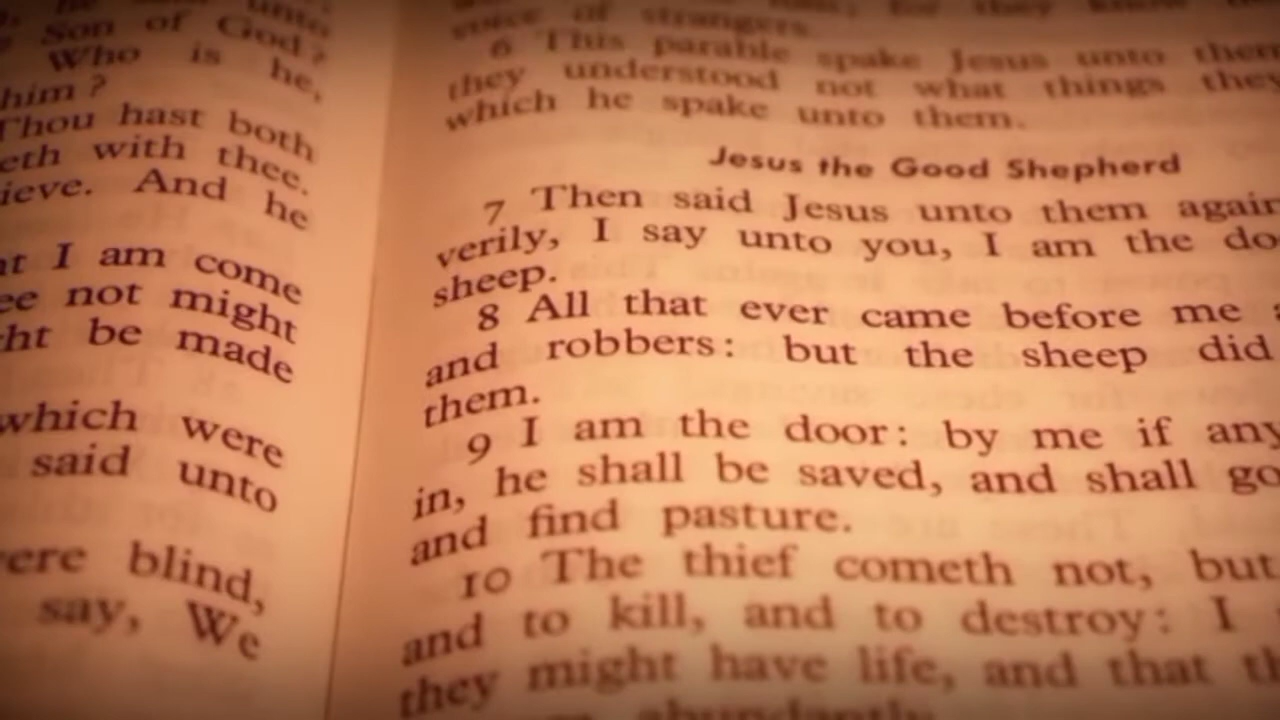 unto
Son of God?
Who is he,
him?
Thou hast both
eth with thee.
ieve. And he
at I am come
ee not might
ht be made
which were
said unto
ere blind,
say, We
voice of strangers.
6 This parable spake Jesus unto them
they understood not what things they
which he spake unto them.
Jesus the Good Shepherd
7 Then said Jesus unto them again
verily, I say unto you, I am the do
sheep.
8 All that ever came before me
and robbers: but the sheep did
them.
9 I am the door: by me if any
in, he shall be saved, and shall go
and find pasture.
10 The thief cometh not, but
and to kill, and to destroy: I
they might have life, and that th
abundantly.